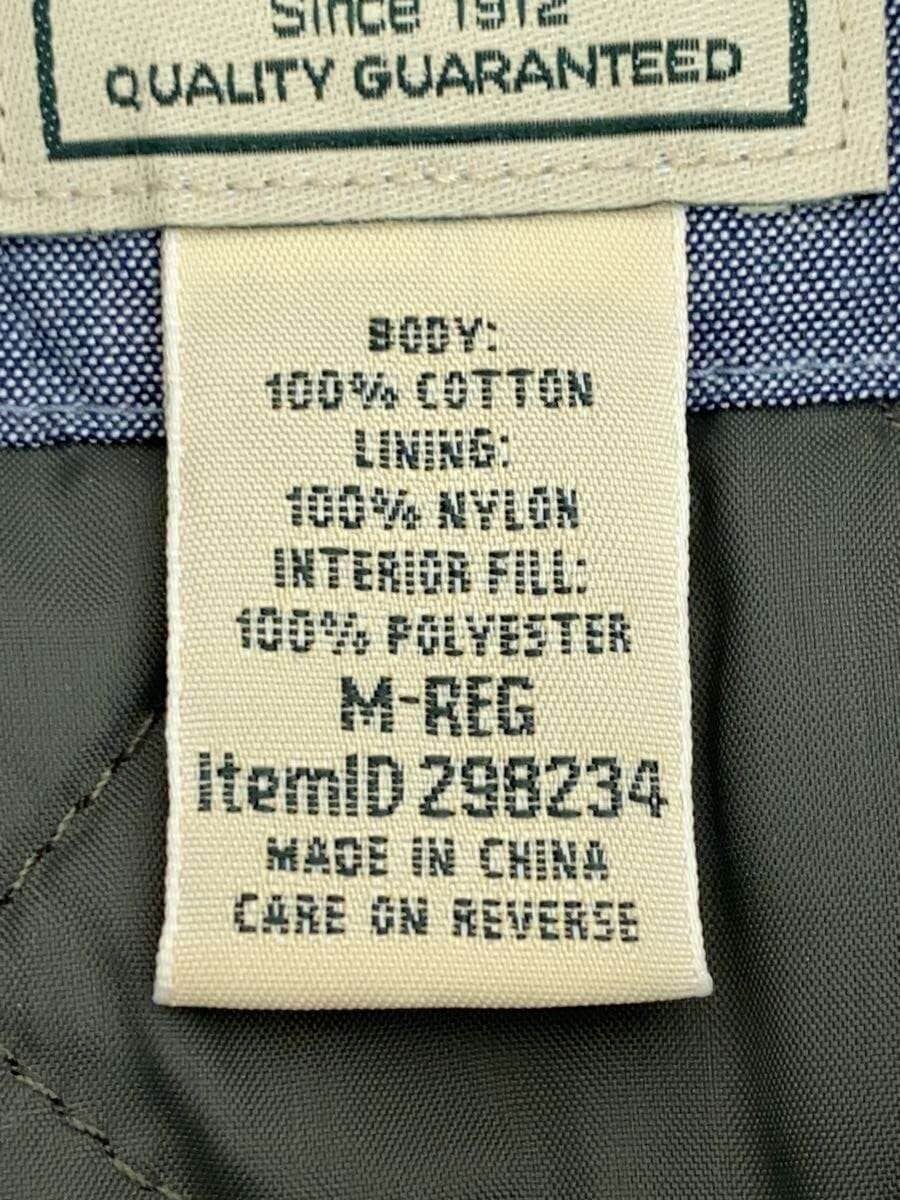 Since 1912
QUALITY GUARANTEED
BODY:
100% COTTON
LINING:
100% NYLON
INTERIOR FILL:
100% POLYESTER
M-REG
ItemID 298234
MADE IN CHINA
CARE ON REVERSE